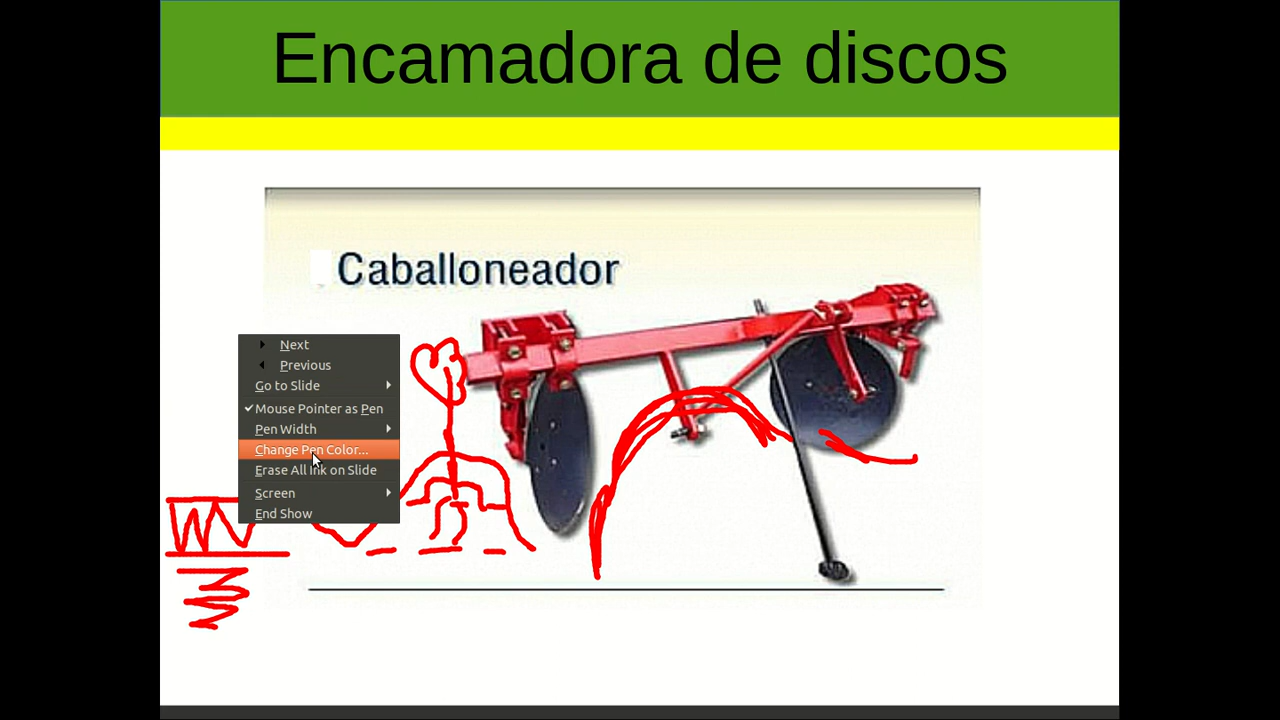 Encamadora de discos
Caballoneador
Next
Previous
Go to Slide
Mouse Pointer as Pen
Pen Width
Change Pen Color...
Erase All Ink on Slide
Screen
End Show